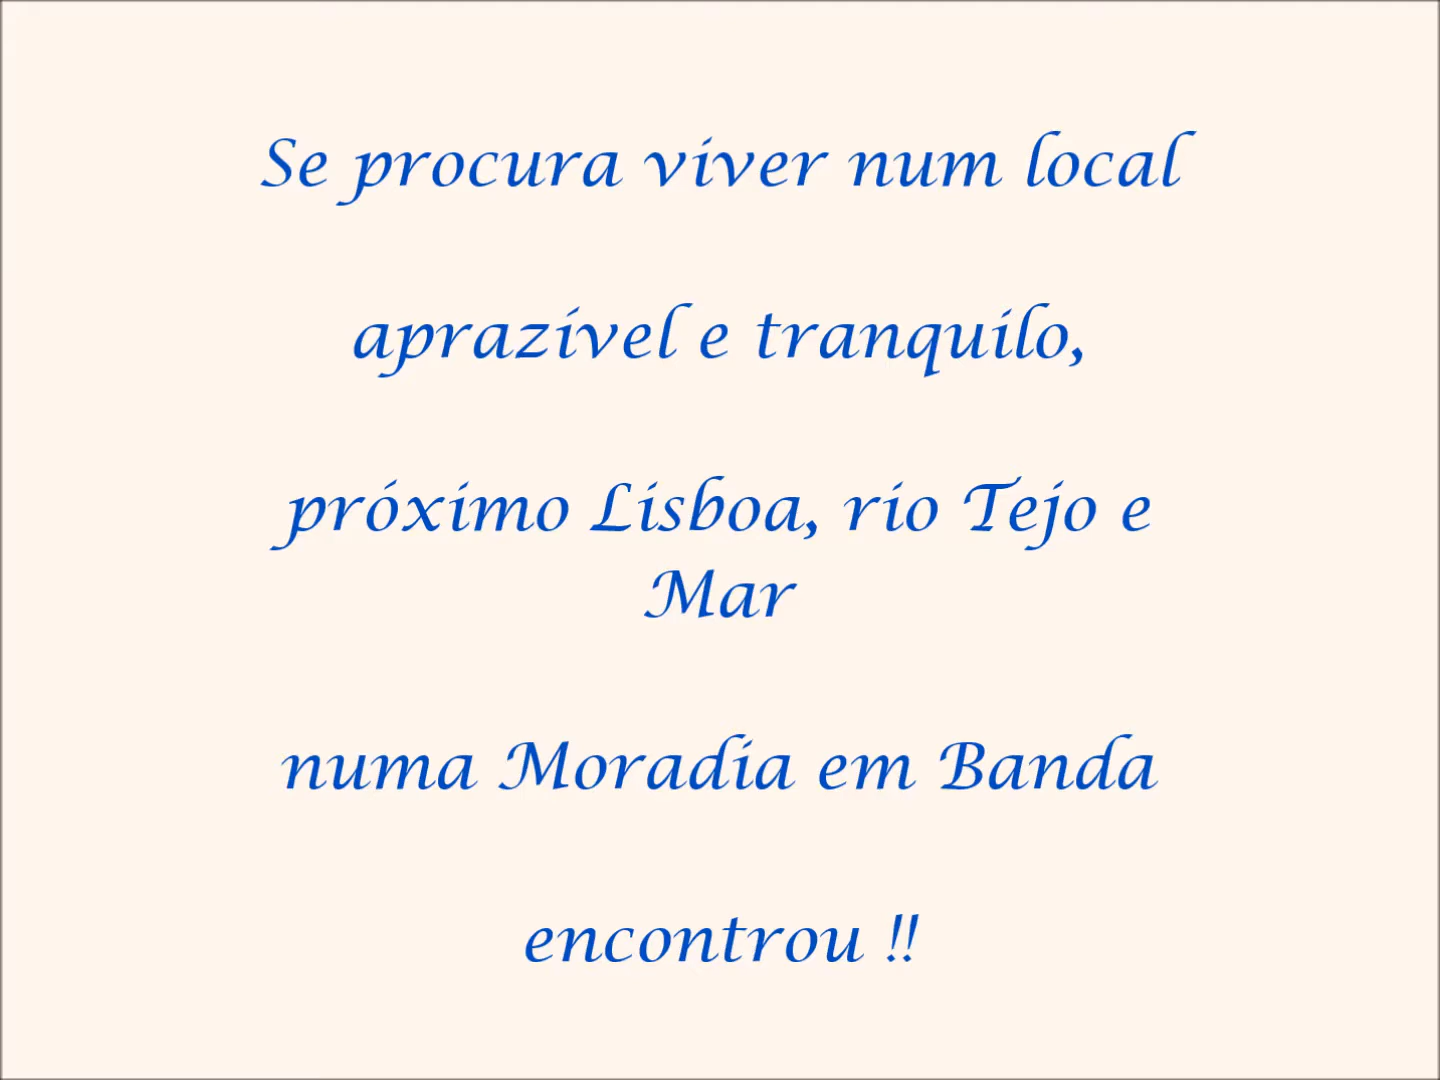 Se procura viver num local
aprazível e tranquilo,
próximo Lisboa, rio Tejo e
Mar
numa Moradia em Banda
encontrou !!